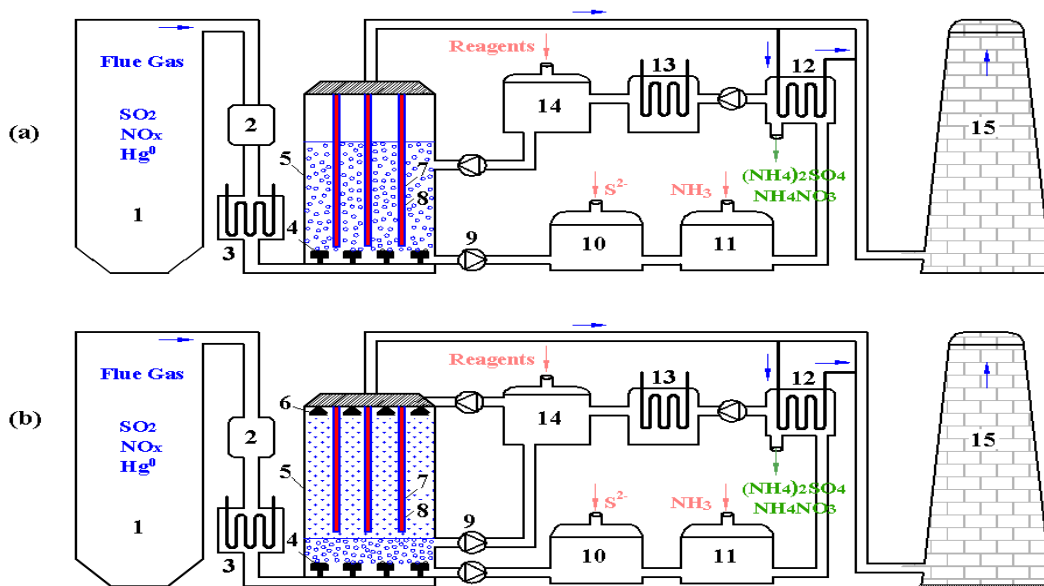 (a)
Flue Gas
SO2
NOx
Hg0
1
2
3
4
5
7
8
9
Reagents
14
13
12
S2-
10
NH3
11
(NH4)2SO4
NH4NO3
15
(b)
Flue Gas
SO2
NOx
Hg0
1
2
3
4
5
6
7
8
9
Reagents
14
13
12
S2-
10
NH3
11
(NH4)2SO4
NH4NO3
15